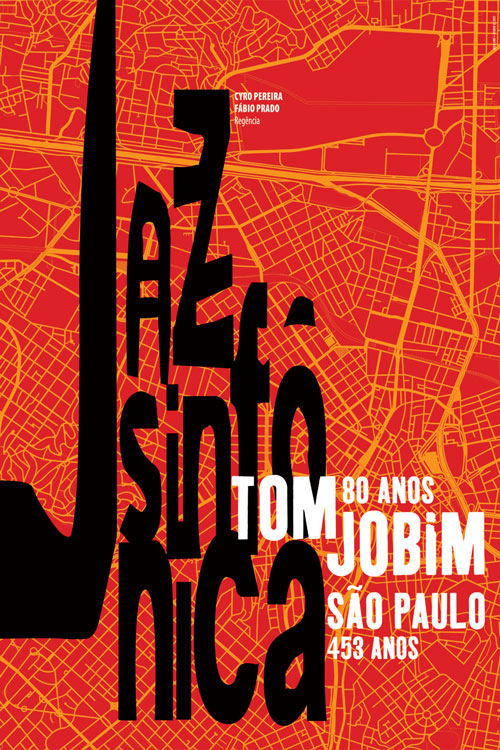 CYRO PEREIRA
FÁBIO PRADO
Regência
JAZZ
sinfô
nica
TOM 80 ANOS
JOBiM
SÃO PAULO
453 ANOS